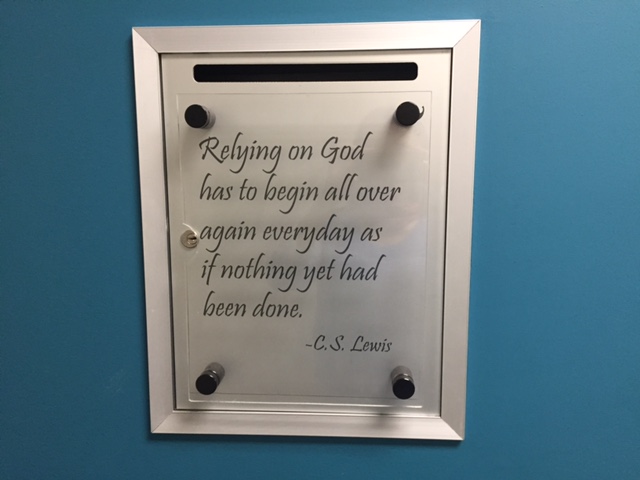 Relying on God
has to begin all over
again everyday as
if nothing yet had
been done.
-C.S. Lewis